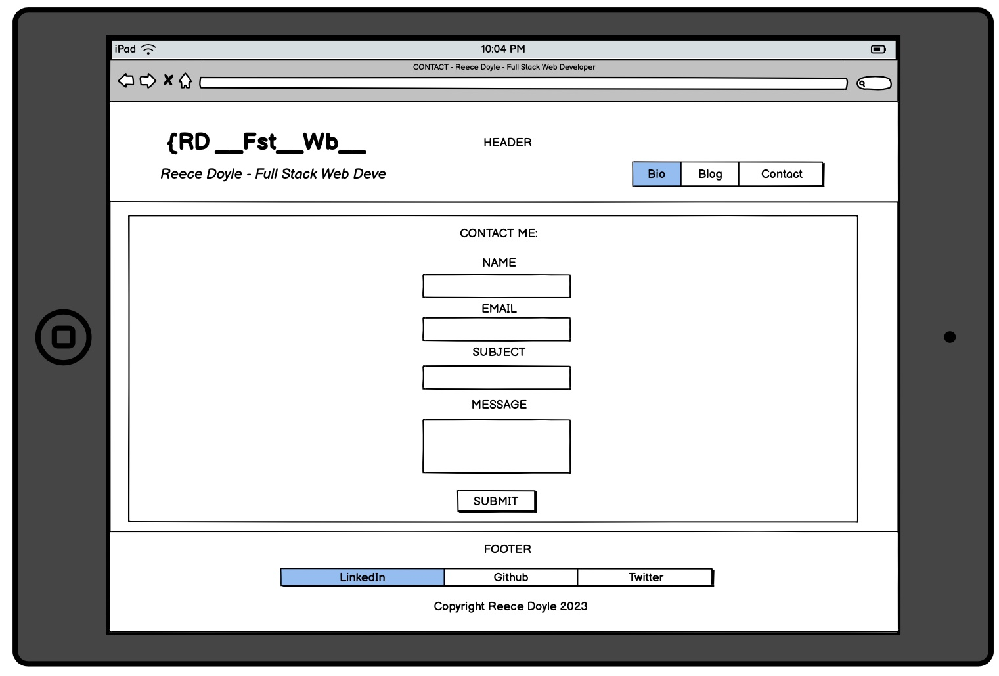 iPad 10:04 PM
CONTACT - Reece Doyle - Full Stack Web Developer
{RD __Fst__Wb__
HEADER
Reece Doyle - Full Stack Web Deve
Bio Blog Contact
CONTACT ME:
NAME
EMAIL
SUBJECT
MESSAGE
SUBMIT
FOOTER
LinkedIn Github Twitter
Copyright Reece Doyle 2023